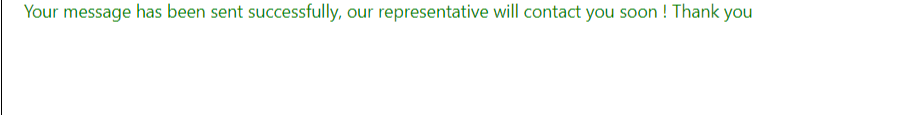 Your message has been sent successfully, our representative will contact you soon ! Thank you